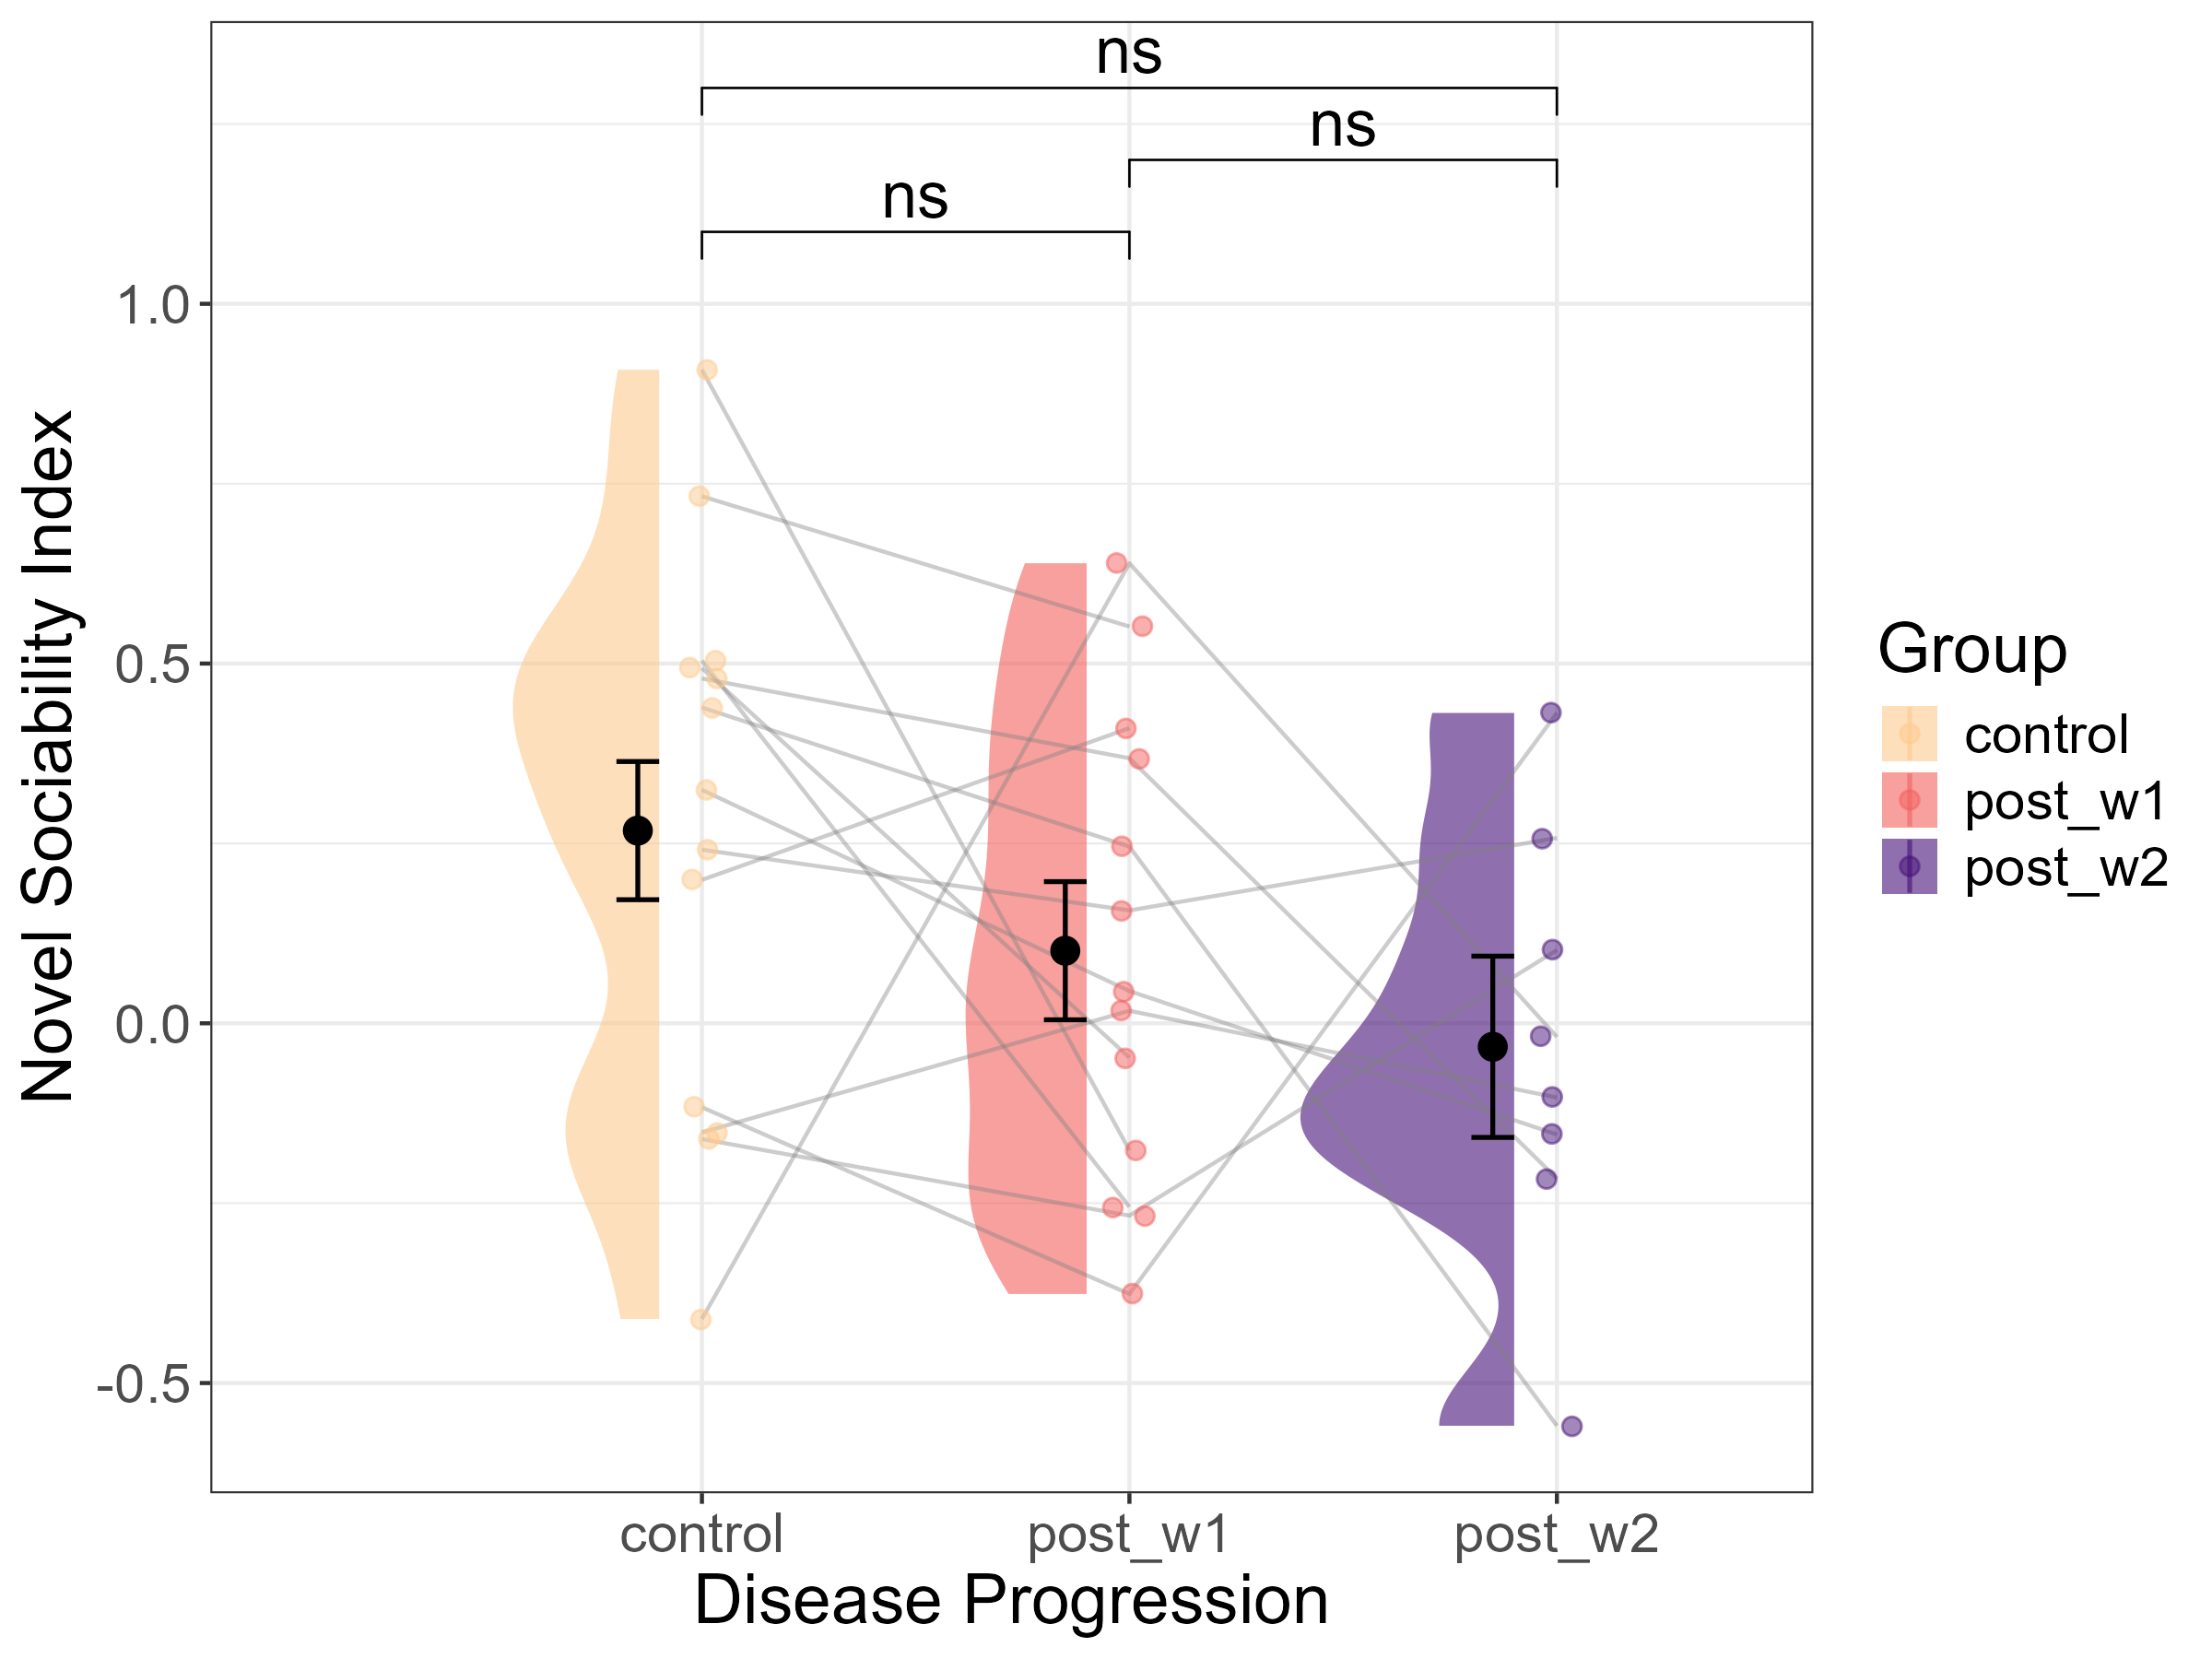 ns
ns
ns
1.0
0.5
0.0
-0.5
Novel Sociability Index
control
post_w1
post_w2
Disease Progression
Group
control
post_w1
post_w2